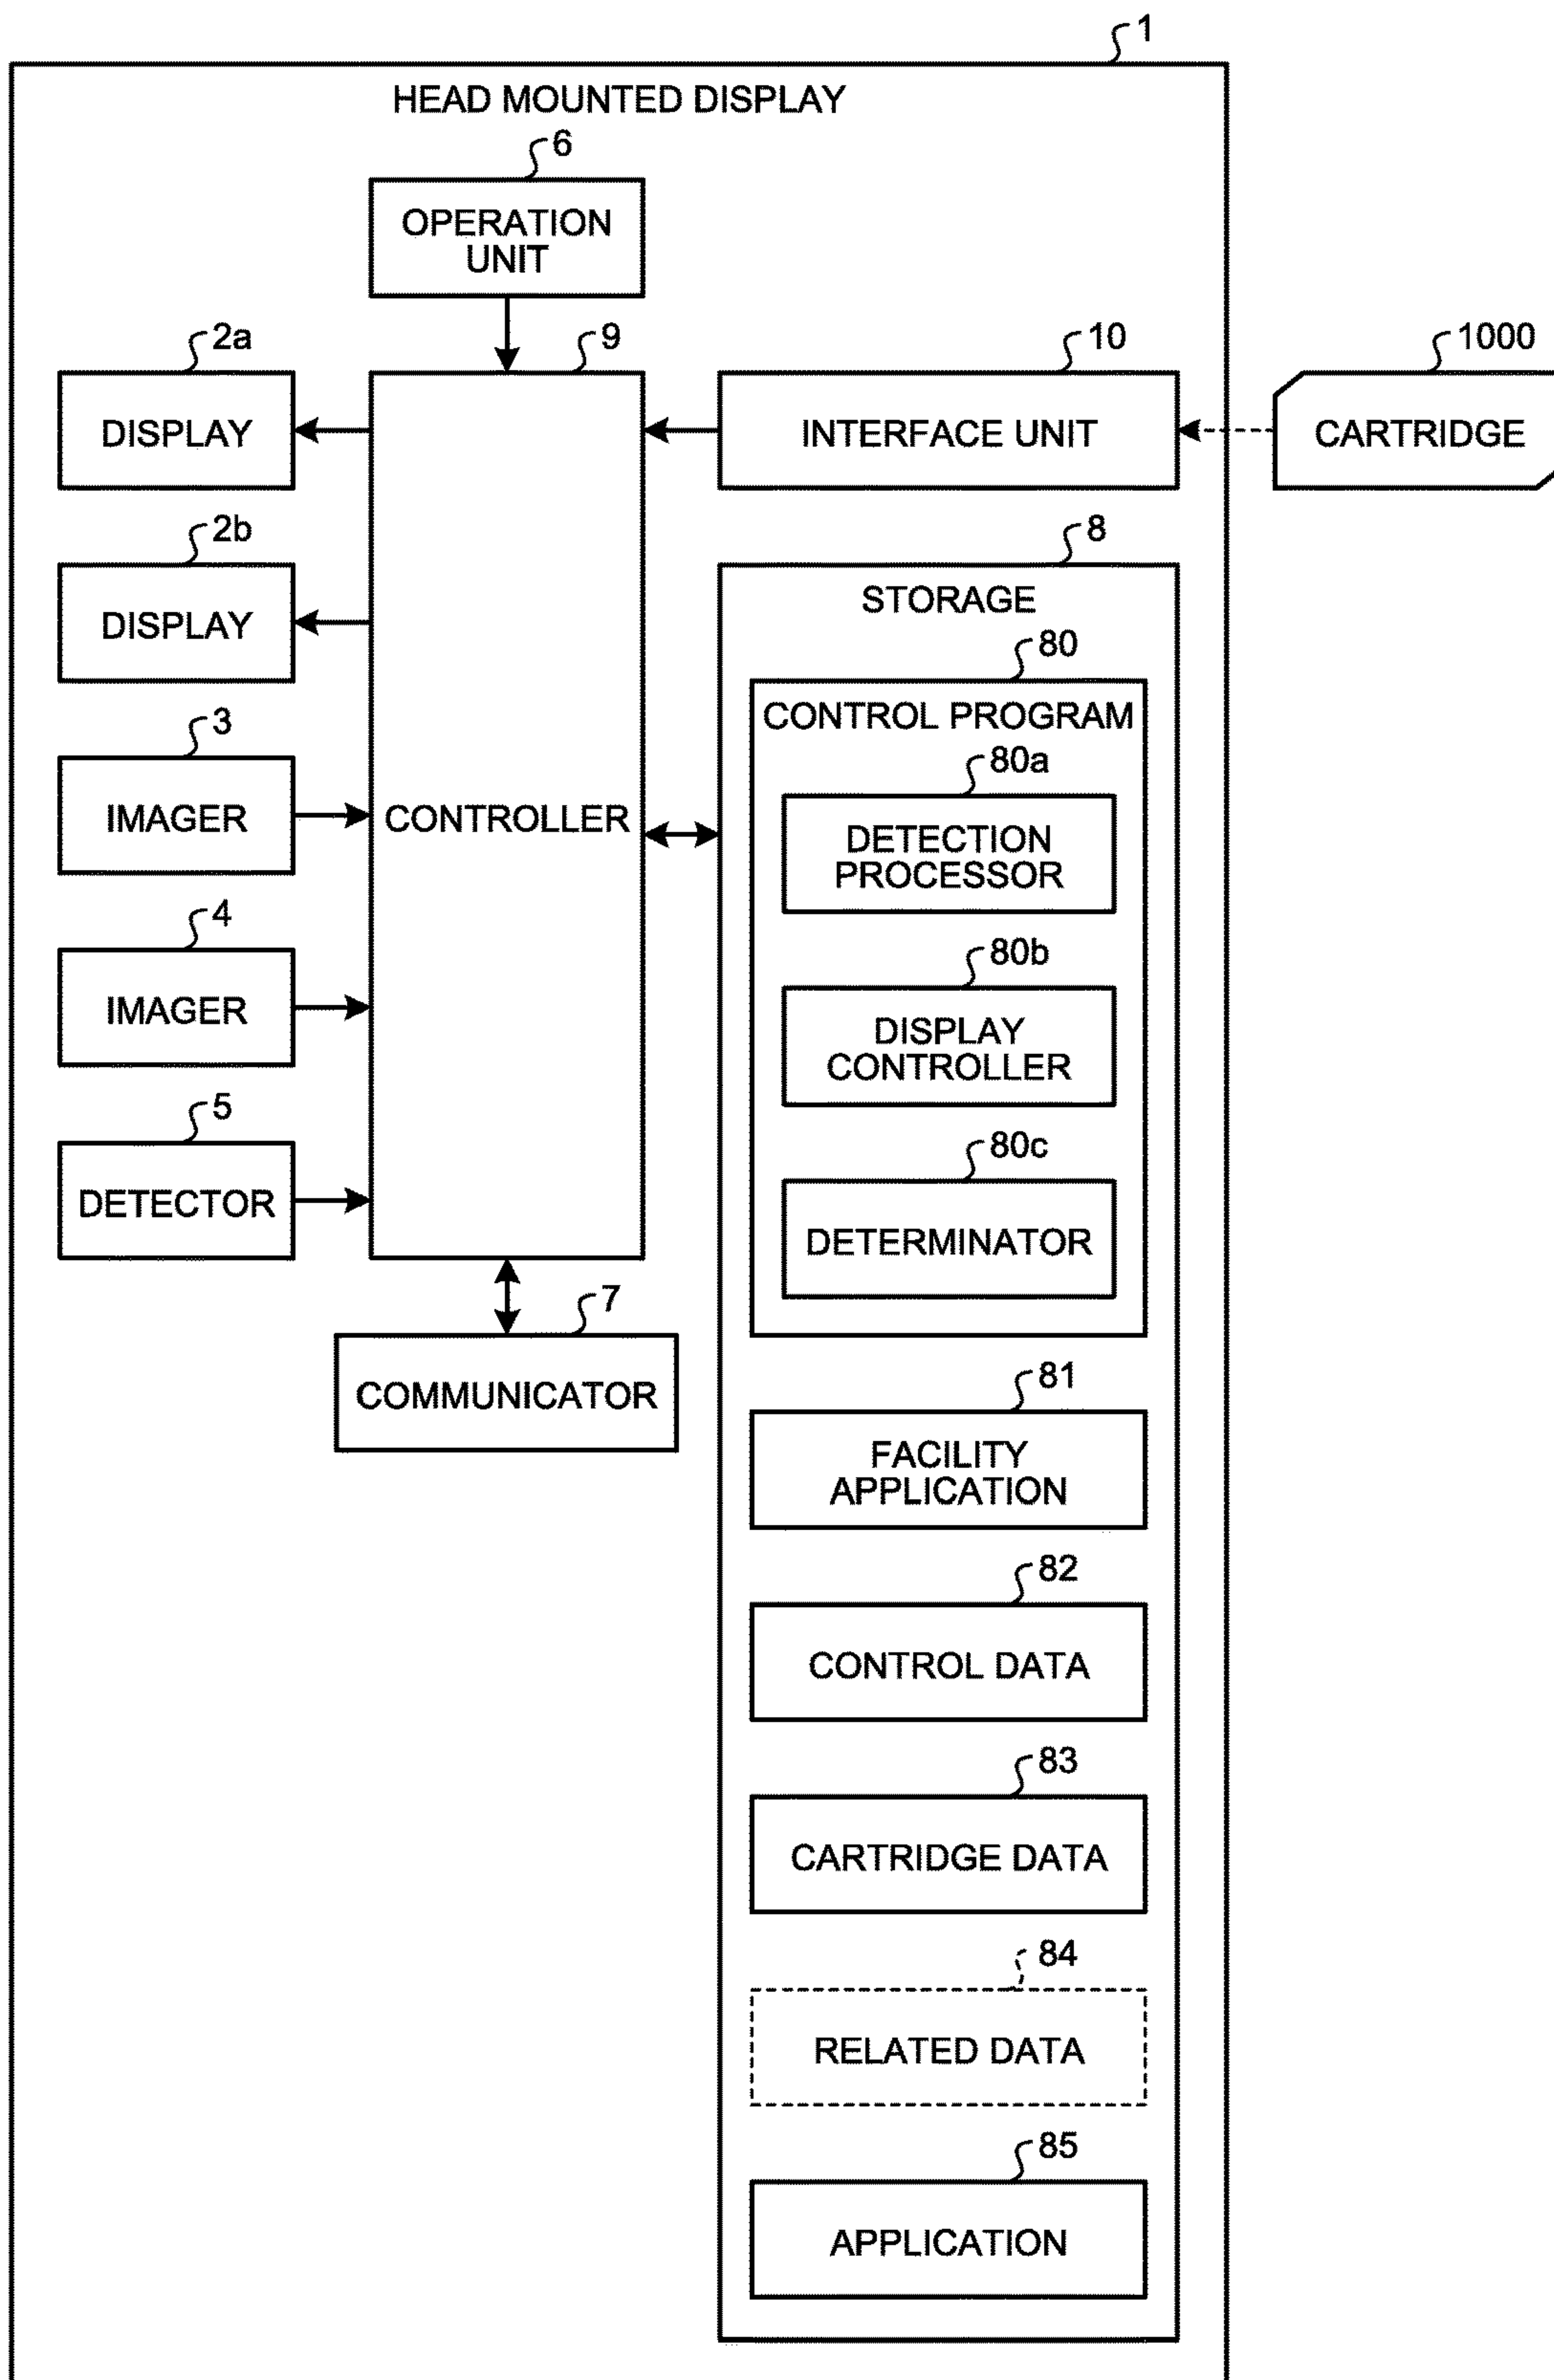 1
HEAD MOUNTED DISPLAY
6
OPERATION
UNIT
2a
9
10
1000
DISPLAY
INTERFACE UNIT
CARTRIDGE
2b
8
DISPLAY
STORAGE
80
CONTROL PROGRAM
3
80a
IMAGER
CONTROLLER
DETECTION
PROCESSOR
4
80b
IMAGER
DISPLAY
CONTROLLER
5
80c
DETECTOR
DETERMINATOR
7
COMMUNICATOR
81
FACILITY
APPLICATION
82
CONTROL DATA
83
CARTRIDGE DATA
84
RELATED DATA
85
APPLICATION